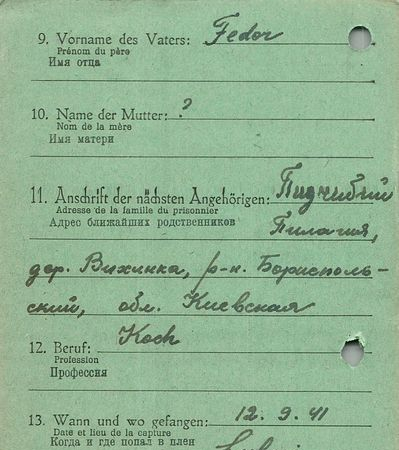 9. Vorname des Vaters: Fedor
Prénom du père
Имя отца
10. Name der Mutter: ?
Nom de la mère
Имя матери
11. Anschrift der nächsten Angehörigen:
Adresse de la famille du prisonnier
Адрес ближайших родственников
Пилагия,
дер. Вихинка, р-н. Борисполь-
ский, обл. Киевская
12. Beruf: Koch
Profession
Профессия
13. Wann und wo gefangen: 12. 9. 41
Date et lieu de la capture
Когда и где попал в плен